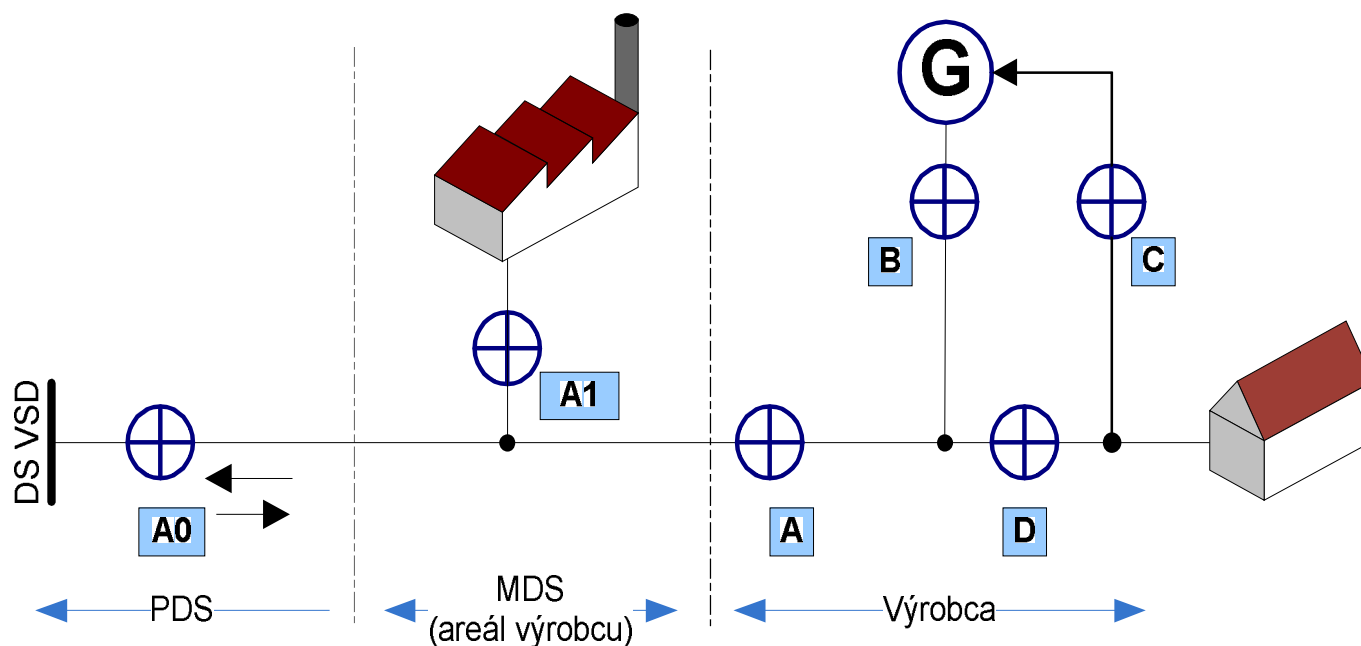 G
B
C
A1
DS VSD
A0
A
D
PDS
MDS
(areál výrobcu)
Výrobca